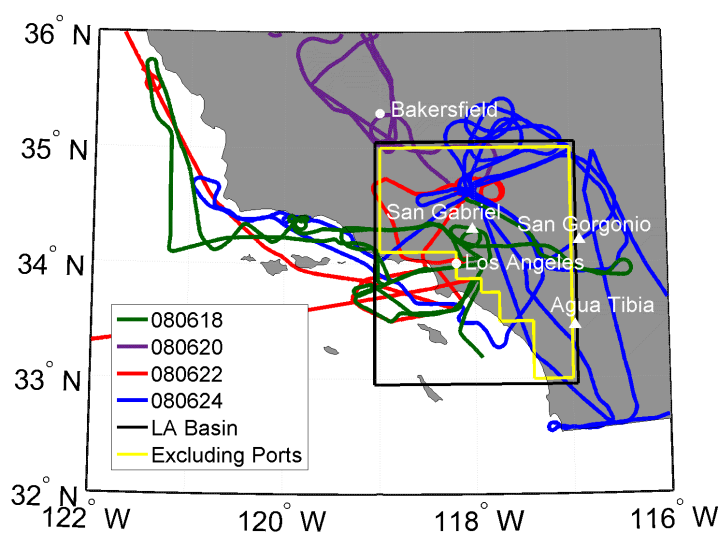 36° N
Bakersfield
35° N
San Gabriel
San Gorgonio
34° N
Los Angeles
Agua Tibia
080618
080620
080622
33° N
080624
LA Basin
Excluding Ports
32° N
122° W
120° W
118° W
116° W